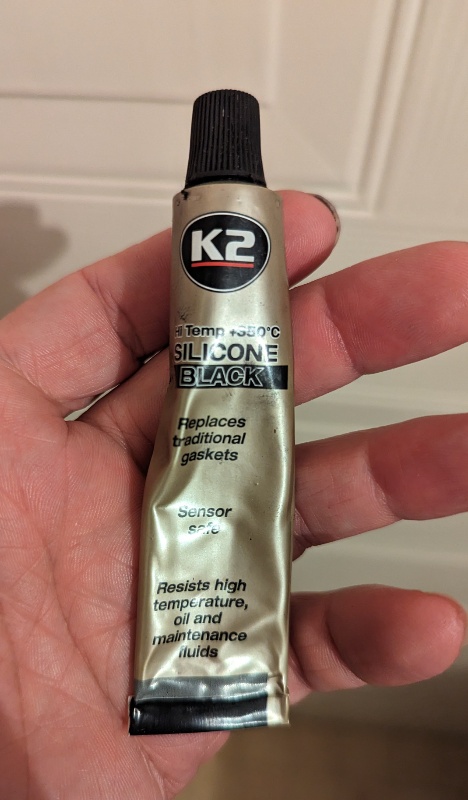 K2
Hi Temp +350°C
SILICONE
BLACK
Replaces
traditional
gaskets
Sensor
safe
Resists high
temperature,
oil and
maintenance
fluids